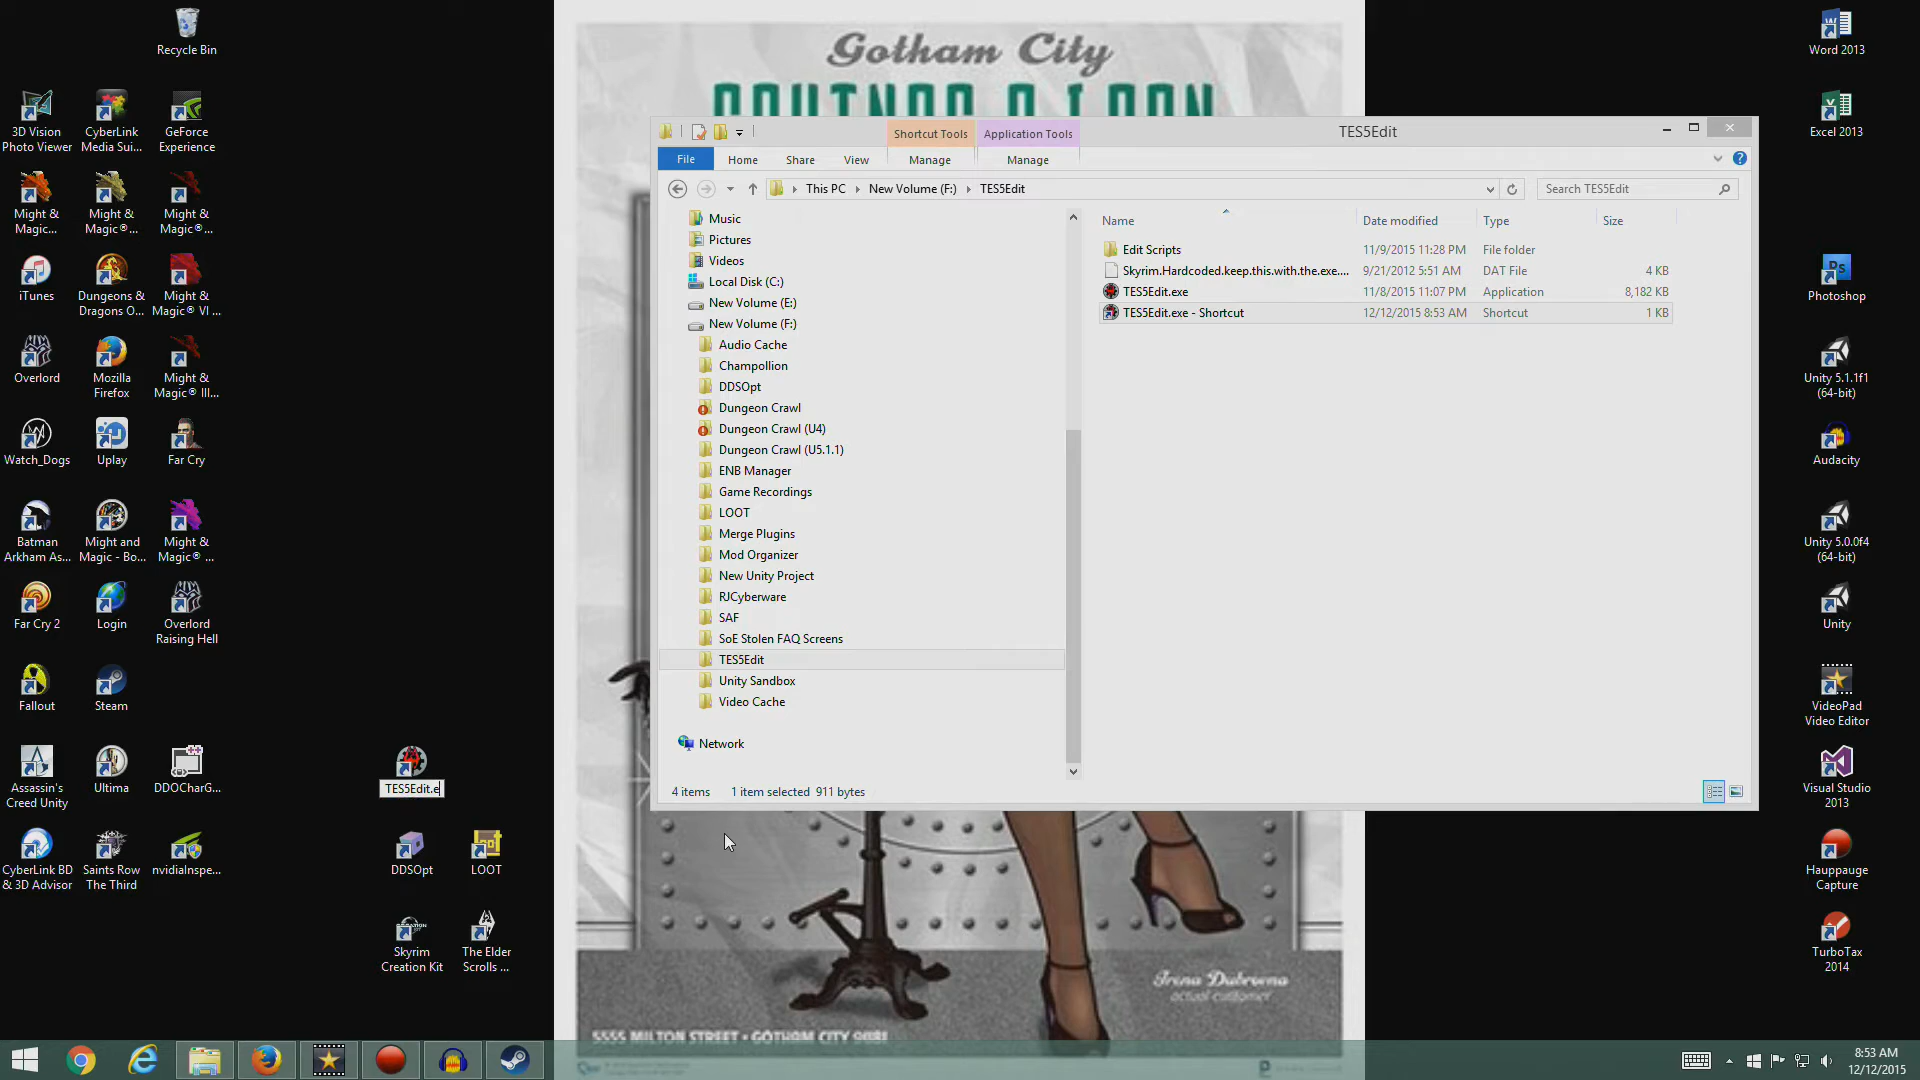 Recycle Bin
3D Vision
Photo Viewer
CyberLink
Media Sui...
GeForce
Experience
Might &
Magic...
Might &
Magic®...
Might &
Magic®...
iTunes
Dungeons &
Dragons O...
Might &
Magic® VI ...
Overlord
Mozilla
Firefox
Might &
Magic® III...
Watch_Dogs
Uplay
Far Cry
Batman
Arkham As...
Might and
Magic - Bo...
Might &
Magic® ...
Far Cry 2
Login
Overlord
Raising Hell
Fallout
Steam
Assassin's
Creed Unity
Ultima
DDOCharG...
CyberLink BD
& 3D Advisor
Saints Row
The Third
nvidiaInspe...
TES5Edit.e
DDSOpt
LOOT
Skyrim
Creation Kit
The Elder
Scrolls ...
Gotham City
Shortcut Tools
Application Tools
TES5Edit
File
Home
Share
View
Manage
Manage
This PC
New Volume (F:)
TES5Edit
Search TES5Edit
Music
Pictures
Videos
Local Disk (C:)
New Volume (E:)
New Volume (F:)
Audio Cache
Champollion
DDSOpt
Dungeon Crawl
Dungeon Crawl (U4)
Dungeon Crawl (U5.1.1)
ENB Manager
Game Recordings
LOOT
Merge Plugins
Mod Organizer
New Unity Project
RJCyberware
SAF
SoE Stolen FAQ Screens
TES5Edit
Unity Sandbox
Video Cache
Network
Name Date modified Type Size
Edit Scripts 11/9/2015 11:28 PM File folder
Skyrim.Hardcoded.keep.this.with.the.exe.... 9/21/2012 5:51 AM DAT File 4 KB
TES5Edit.exe 11/8/2015 11:07 PM Application 8,182 KB
TES5Edit.exe - Shortcut 12/12/2015 8:53 AM Shortcut 1 KB
4 items 1 item selected 911 bytes
Irena Dubrovna
actual customer
5555 MILTON STREET • GOTHAM CITY
Word 2013
Excel 2013
Ps
Photoshop
Unity 5.1.1f1
(64-bit)
Audacity
Unity 5.0.0f4
(64-bit)
Unity
VideoPad
Video Editor
Visual Studio
2013
Hauppauge
Capture
TurboTax
2014
8:53 AM
12/12/2015